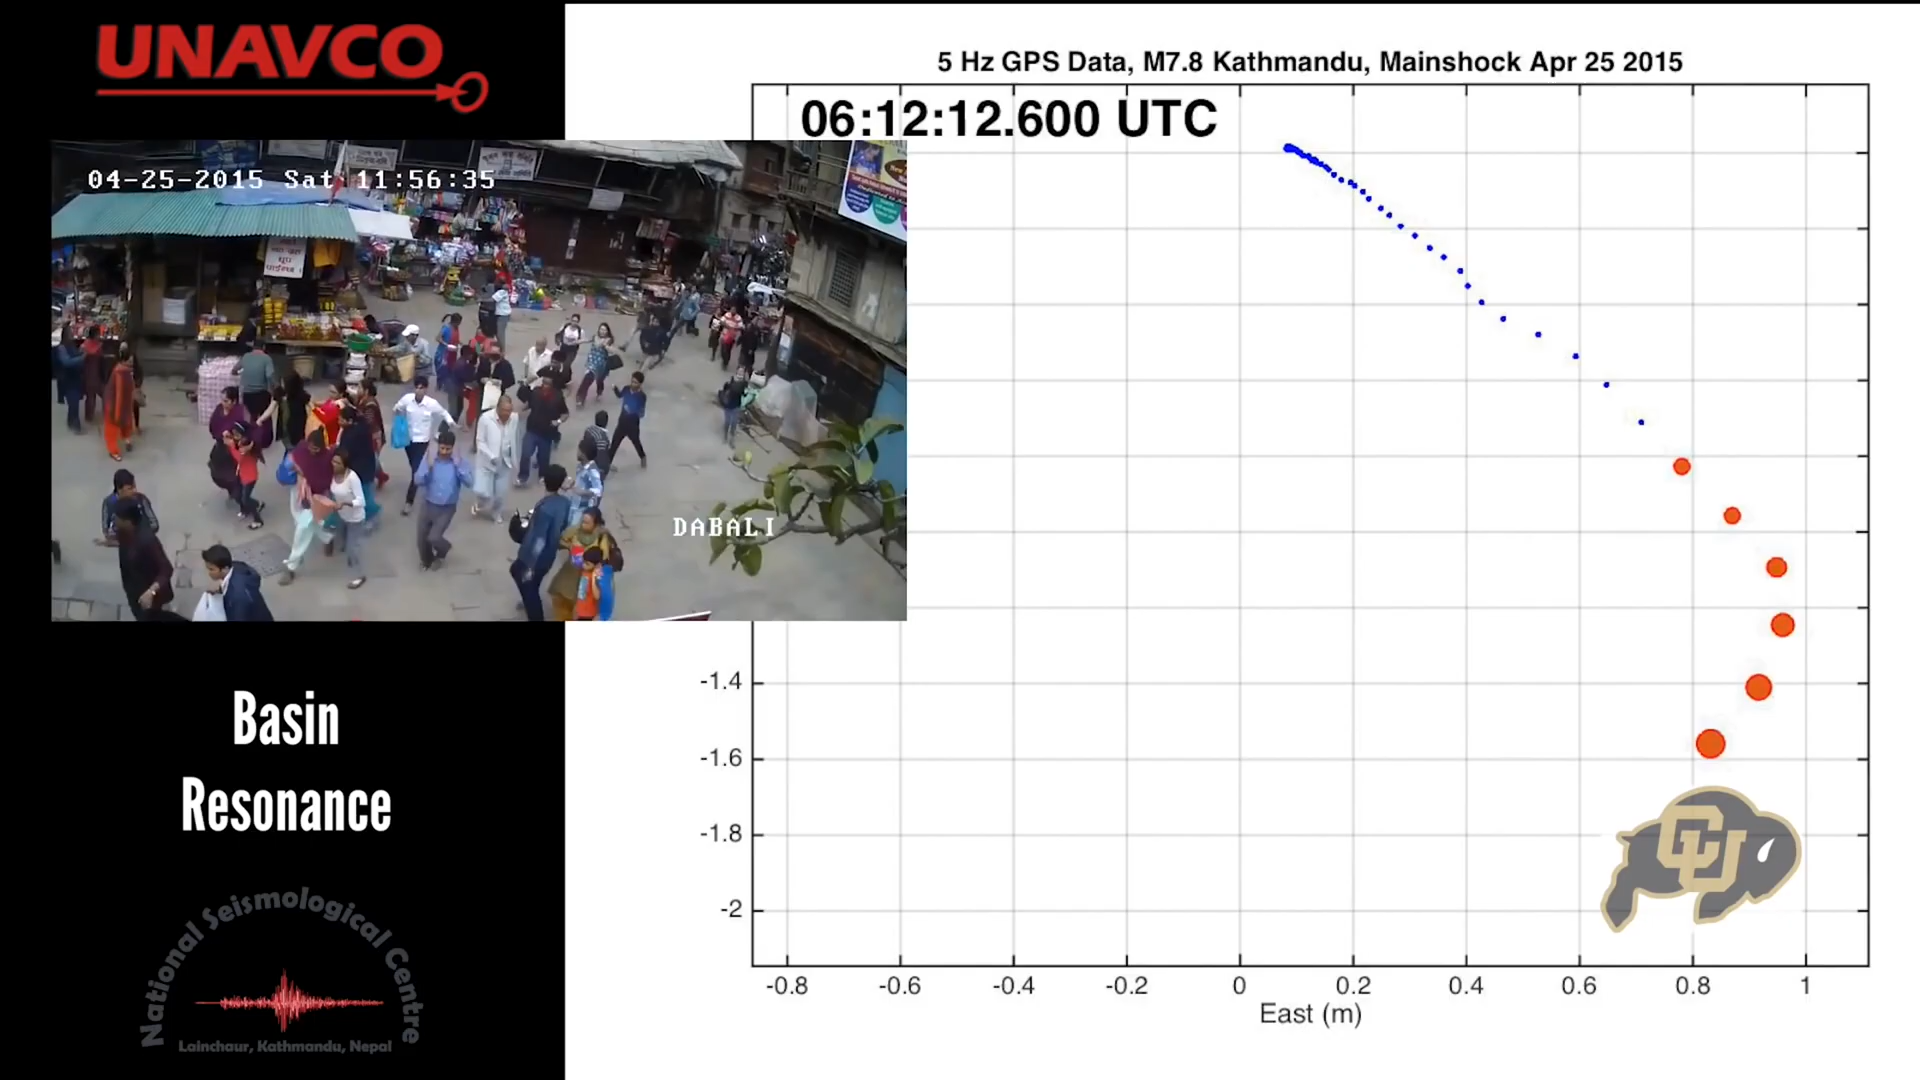 UNAVCO
5 Hz GPS Data, M7.8 Kathmandu, Mainshock Apr 25 2015
06:12:12.600 UTC
04-25-2015 Sat 11:56:35
DABALI
Basin
Resonance
National Seismological Centre
Lainchaur, Kathmandu, Nepal
-1.4
-1.6
-1.8
-2
CU
-0.8 -0.6 -0.4 -0.2 0 0.2 0.4 0.6 0.8 1
East (m)